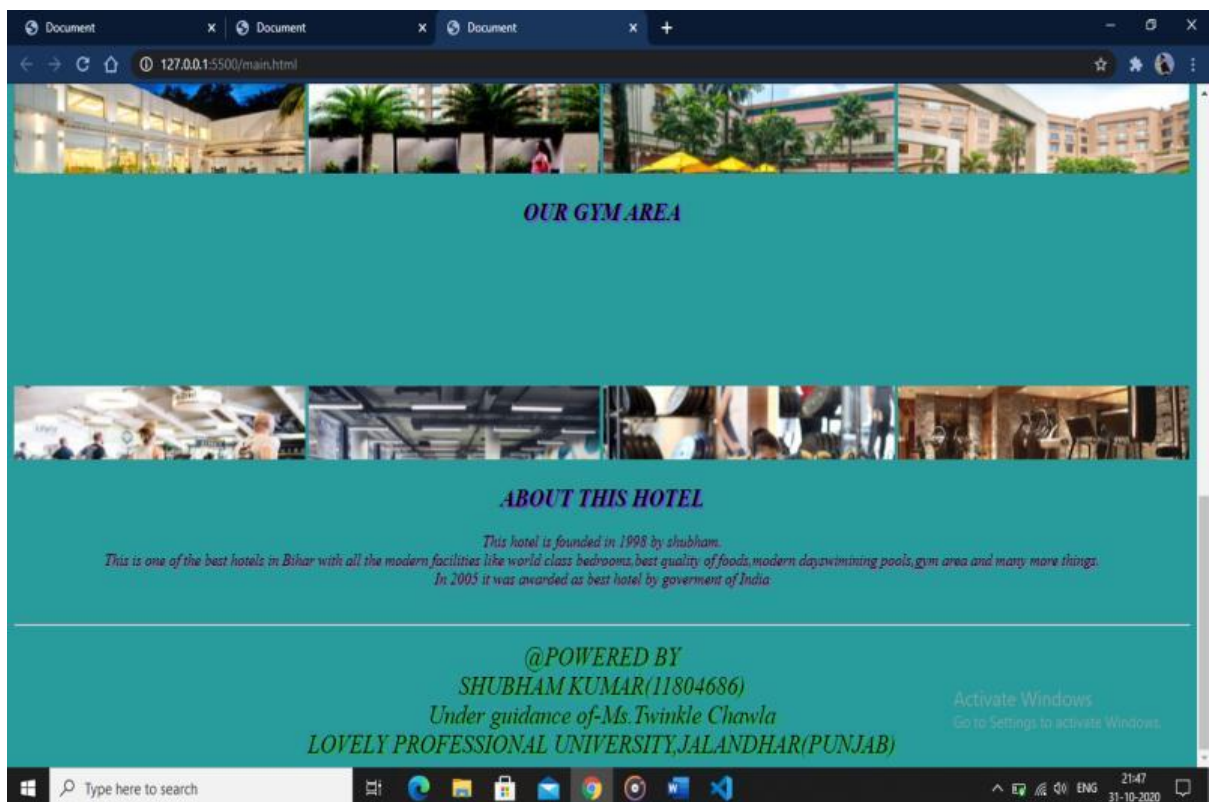 Document
Document
Document
127.0.0.1:5500/main.html
OUR GYM AREA
ABOUT THIS HOTEL
This hotel is founded in 1998 by shubham.
This is one of the best hotels in Bihar with all the modern facilities like world class bedrooms,best quality of foods,modern dayswimining pools,gym area and many more things.
In 2005 it was awarded as best hotel by goverment of India
@POWERED BY
SHUBHAM KUMAR(11804686)
Under guidance of-Ms.Twinkle Chawla
LOVELY PROFESSIONAL UNIVERSITY,JALANDHAR(PUNJAB)
Activate Windows
Go to Settings to activate Windows.
Type here to search
ENG
21:47
31-10-2020